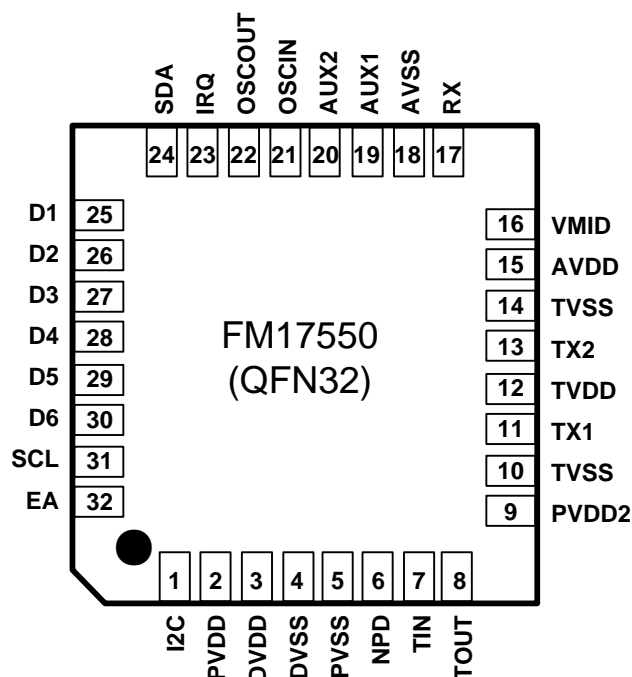 SDA
IRQ
OSCOUT
OSCIN
AUX2
AUX1
AVSS
RX
24
23
22
21
20
19
18
17
D1 25
D2 26
D3 27
D4 28
D5 29
D6 30
SCL 31
EA 32
FM17550
(QFN32)
16 VMID
15 AVDD
14 TVSS
13 TX2
12 TVDD
11 TX1
10 TVSS
9 PVDD2
1
2
3
4
5
6
7
8
I2C
PVDD
DVDD
DVSS
PVSS
NPD
TIN
TOUT